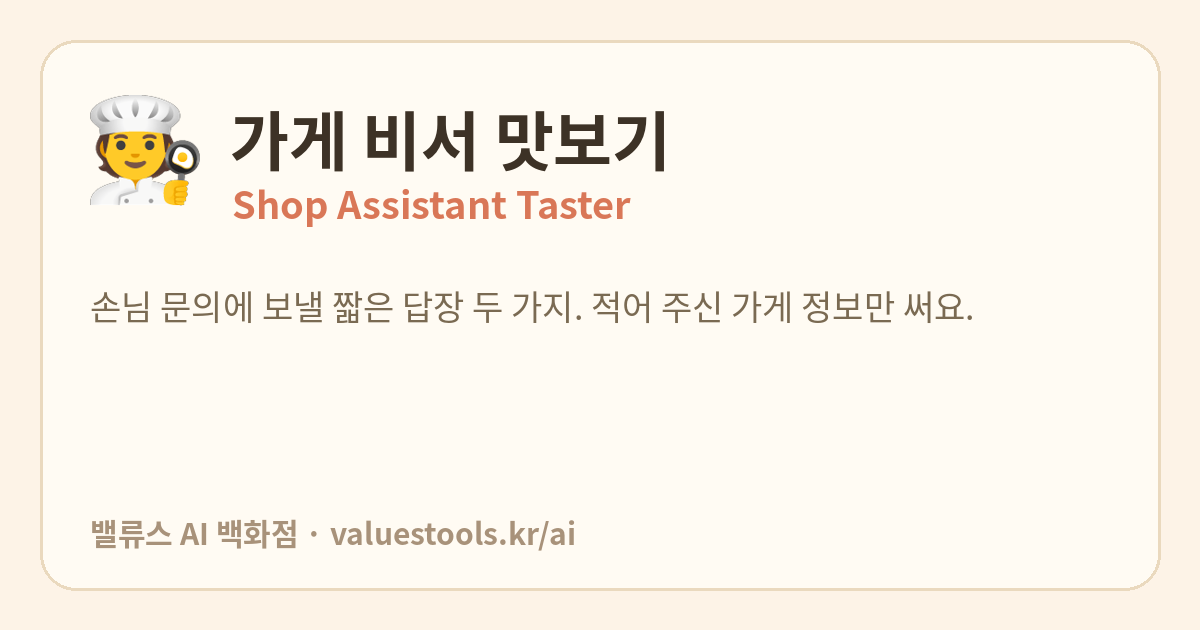 가게 비서 맛보기
Shop Assistant Taster
손님 문의에 보낼 짧은 답장 두 가지. 적어 주신 가게 정보만 써요.
밸류스 AI 백화점 · valuestools.kr/ai